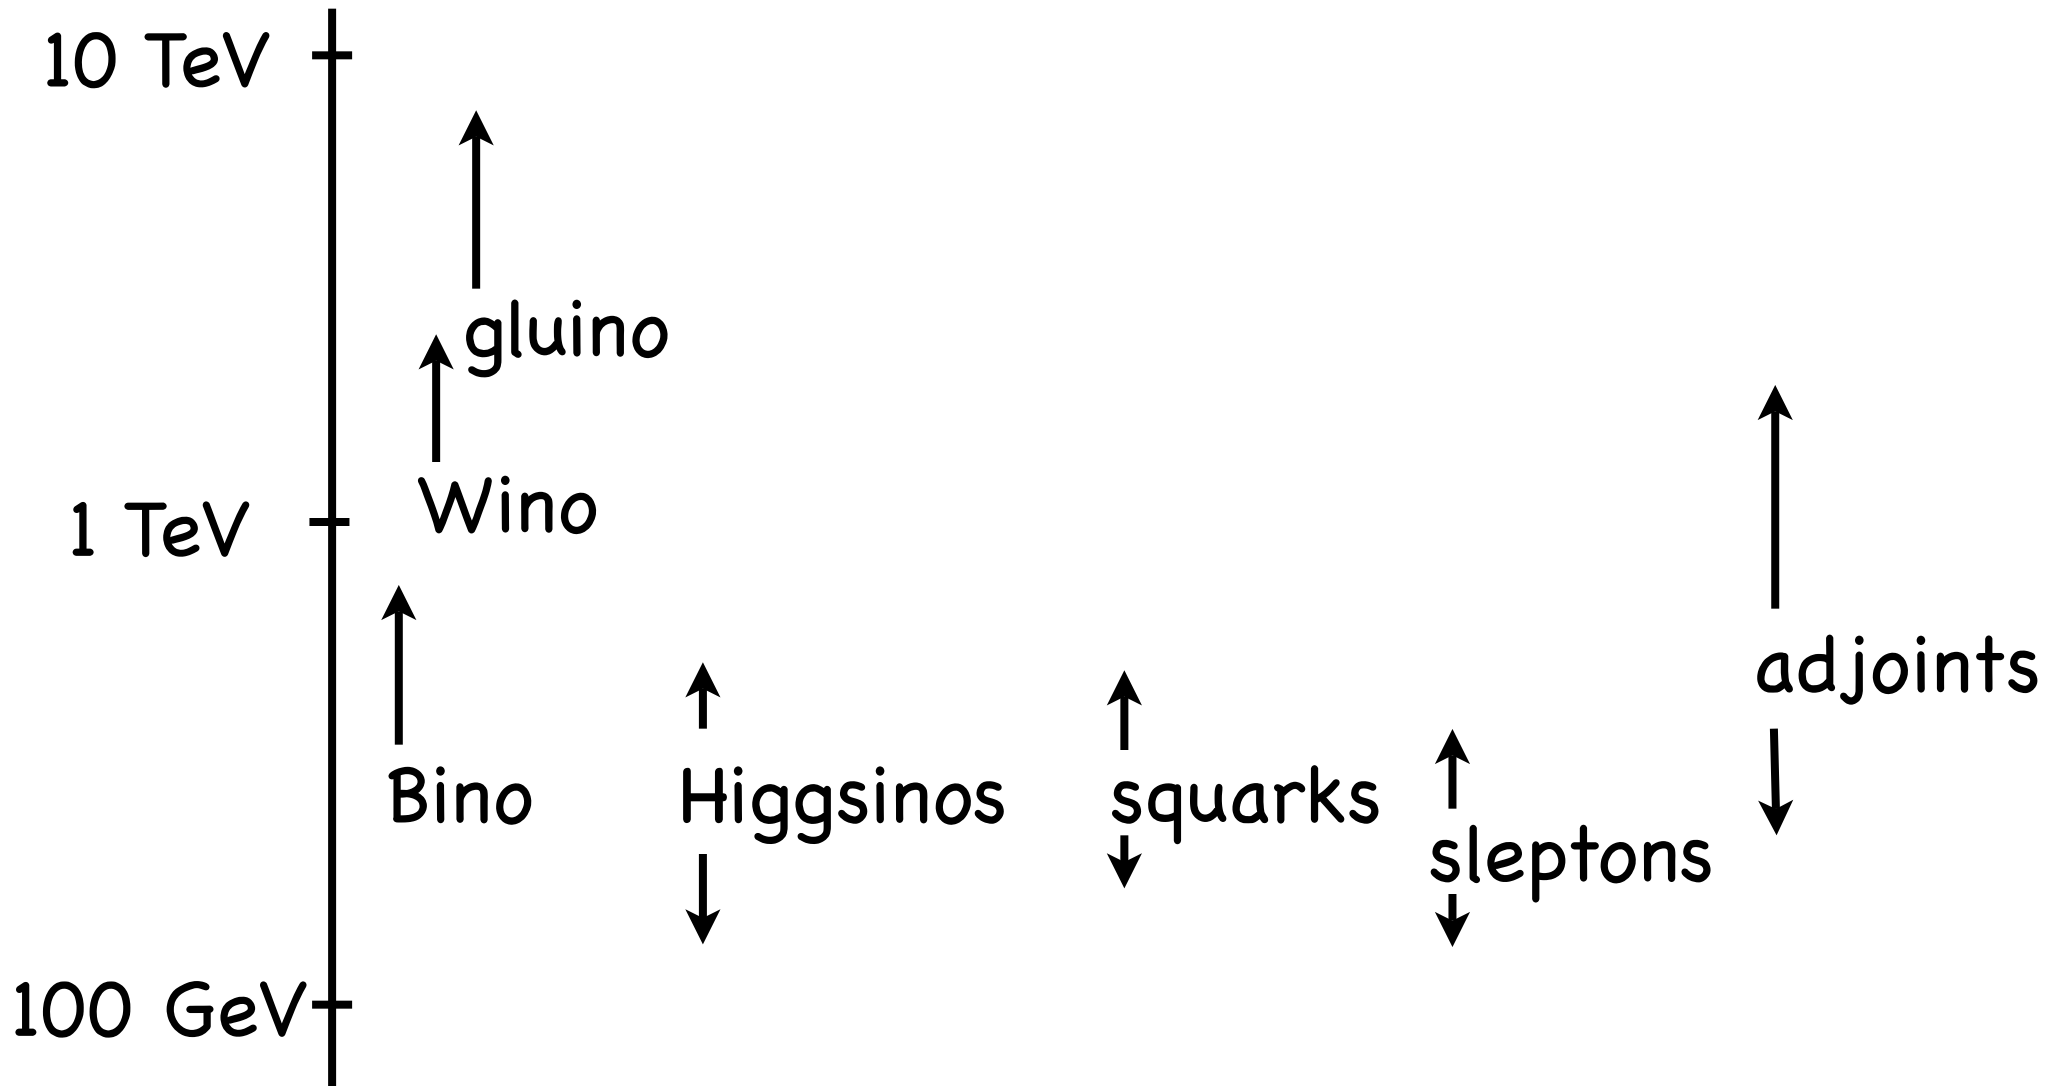 10 TeV
gluino
Wino
1 TeV
adjoints
Bino
Higgsinos
squarks
sleptons
100 GeV